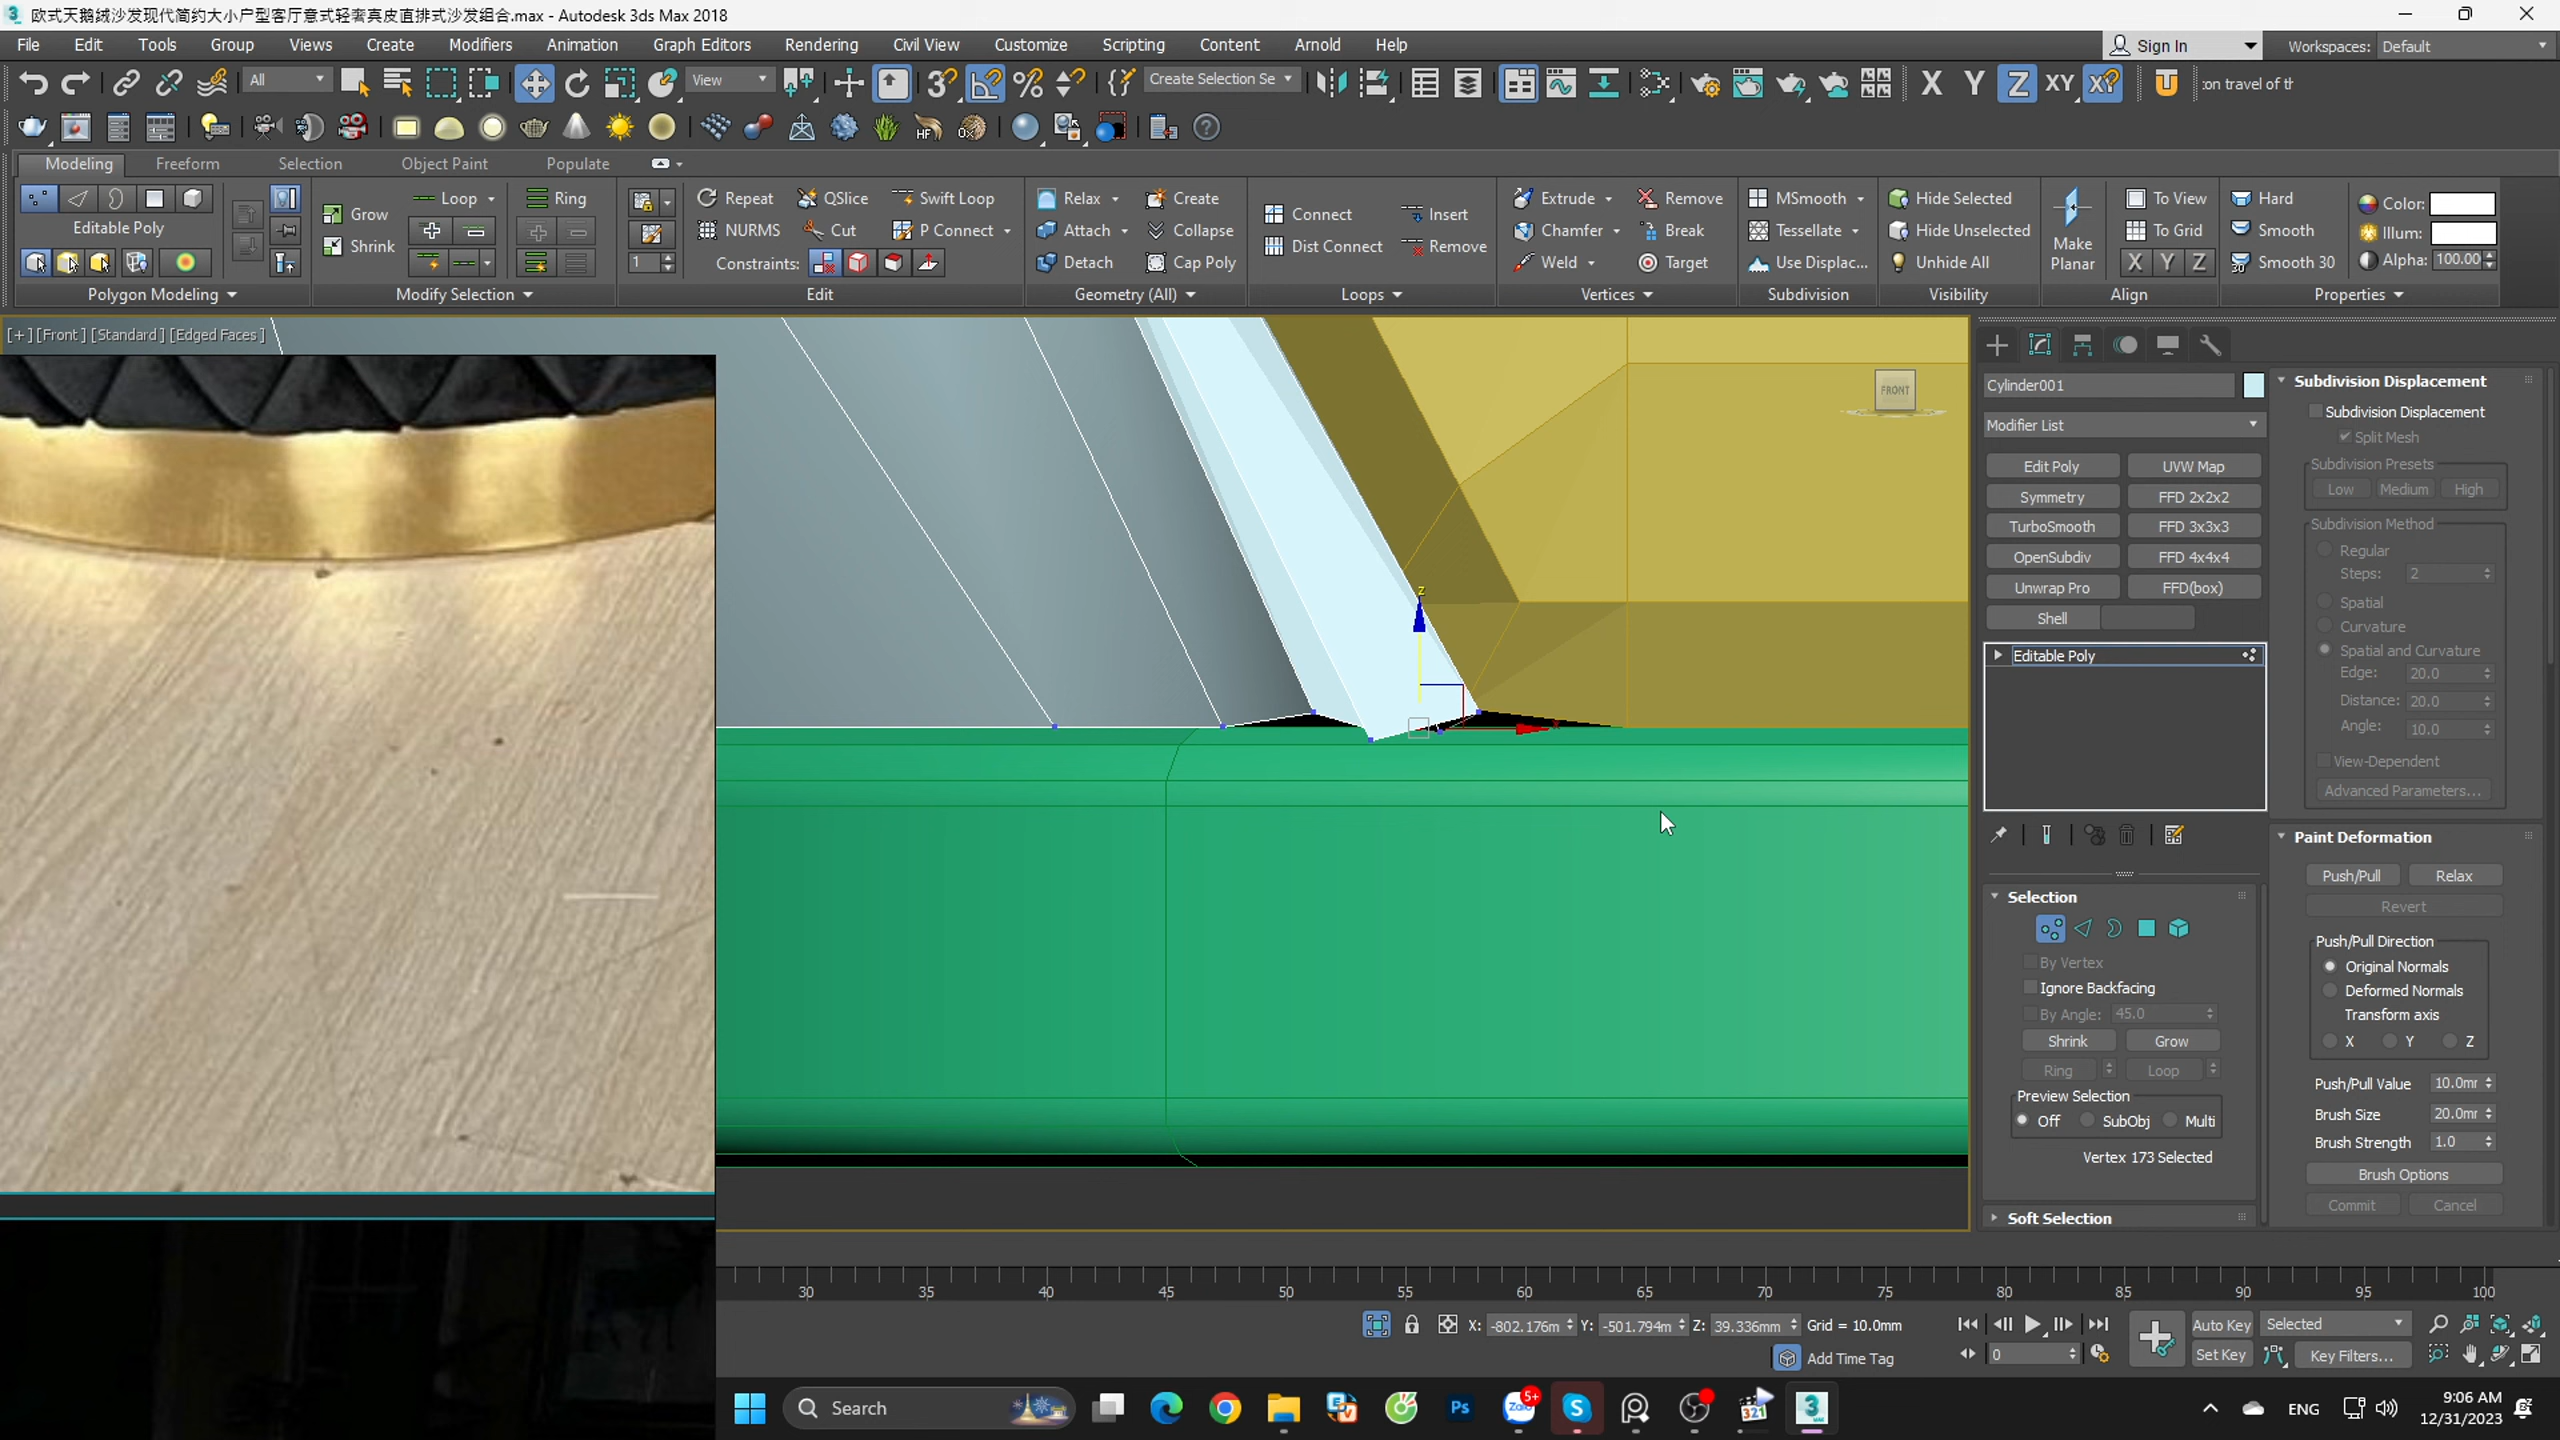 欧式天鹅绒沙发现代简约大小户型客厅意式轻奢真皮直排式沙发组合.max - Autodesk 3ds Max 2018
File Edit Tools Group Views Create Modifiers Animation Graph Editors Rendering Civil View Customize Scripting Content Arnold Help Sign In Workspaces: Default
All View Create Selection Se X Y Z XY on travel of th
Modeling Freeform Selection Object Paint Populate
Loop Ring Repeat QSlice Swift Loop Relax Create Extrude Remove MSmooth Hide Selected To View Hard Color:
Grow Connect Insert
Editable Poly NURMS Cut P Connect Attach Collapse Chamfer Break Tessellate Hide Unselected To Grid Smooth Illum:
Shrink Dist Connect Remove Make
1 Constraints: Detach Cap Poly Weld Target Use Displac... Unhide All Planar X Y Z Smooth 30 Alpha: 100.00
Polygon Modeling Modify Selection Edit Geometry (All) Loops Vertices Subdivision Visibility Align Properties
[+] [Front] [Standard] [Edged Faces]
FRONT
z
x
Cylinder001
Modifier List
Edit Poly UVW Map
Symmetry FFD 2x2x2
TurboSmooth FFD 3x3x3
OpenSubdiv FFD 4x4x4
Unwrap Pro FFD(box)
Shell
Editable Poly
Selection
By Vertex
Ignore Backfacing
By Angle: 45.0
Shrink Grow
Ring Loop
Preview Selection
Off SubObj Multi
Vertex 173 Selected
Soft Selection
Subdivision Displacement
Subdivision Displacement
Split Mesh
Subdivision Presets
Low Medium High
Subdivision Method
Regular
Steps: 2
Spatial
Curvature
Spatial and Curvature
Edge: 20.0
Distance: 20.0
Angle: 10.0
View-Dependent
Advanced Parameters...
Paint Deformation
Push/Pull Relax
Revert
Push/Pull Direction
Original Normals
Deformed Normals
Transform axis
X Y Z
Push/Pull Value 10.0mr
Brush Size 20.0mr
Brush Strength 1.0
Brush Options
Commit Cancel
30 35 40 45 50 55 60 65 70 75 80 85 90 95 100
X: -802.176m Y: -501.794m Z: 39.336mm Grid = 10.0mm Auto Key Selected
Add Time Tag 0 Set Key Key Filters...
Search Ps Zalo 5+ 321 3 ENG 9:06 AM
12/31/2023